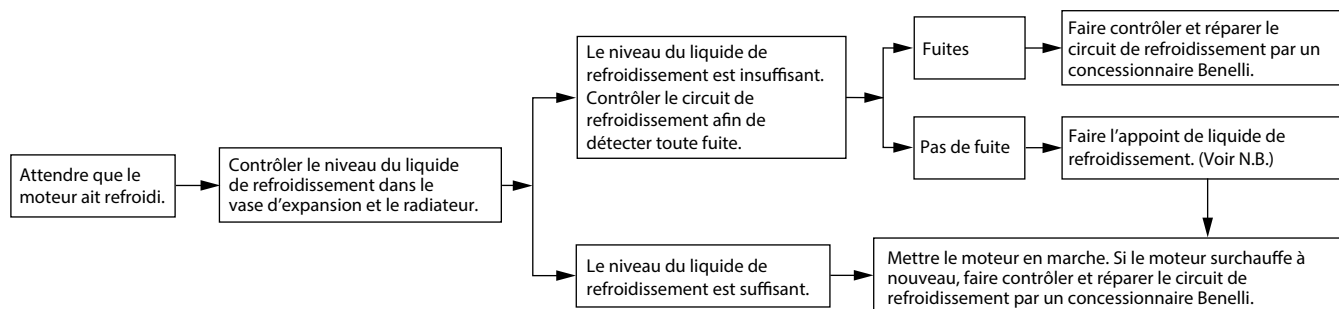 Attendre que le
moteur ait refroidi.
Contrôler le niveau du liquide
de refroidissement dans le
vase d’expansion et le radiateur.
Le niveau du liquide de
refroidissement est insuffisant.
Contrôler le circuit de
refroidissement afin de
détecter toute fuite.
Fuites
Faire contrôler et réparer le
circuit de refroidissement par un
concessionnaire Benelli.
Pas de fuite
Faire l’appoint de liquide de
refroidissement. (Voir N.B.)
Le niveau du liquide de
refroidissement est suffisant.
Mettre le moteur en marche. Si le moteur surchauffe à
nouveau, faire contrôler et réparer le circuit de
refroidissement par un concessionnaire Benelli.